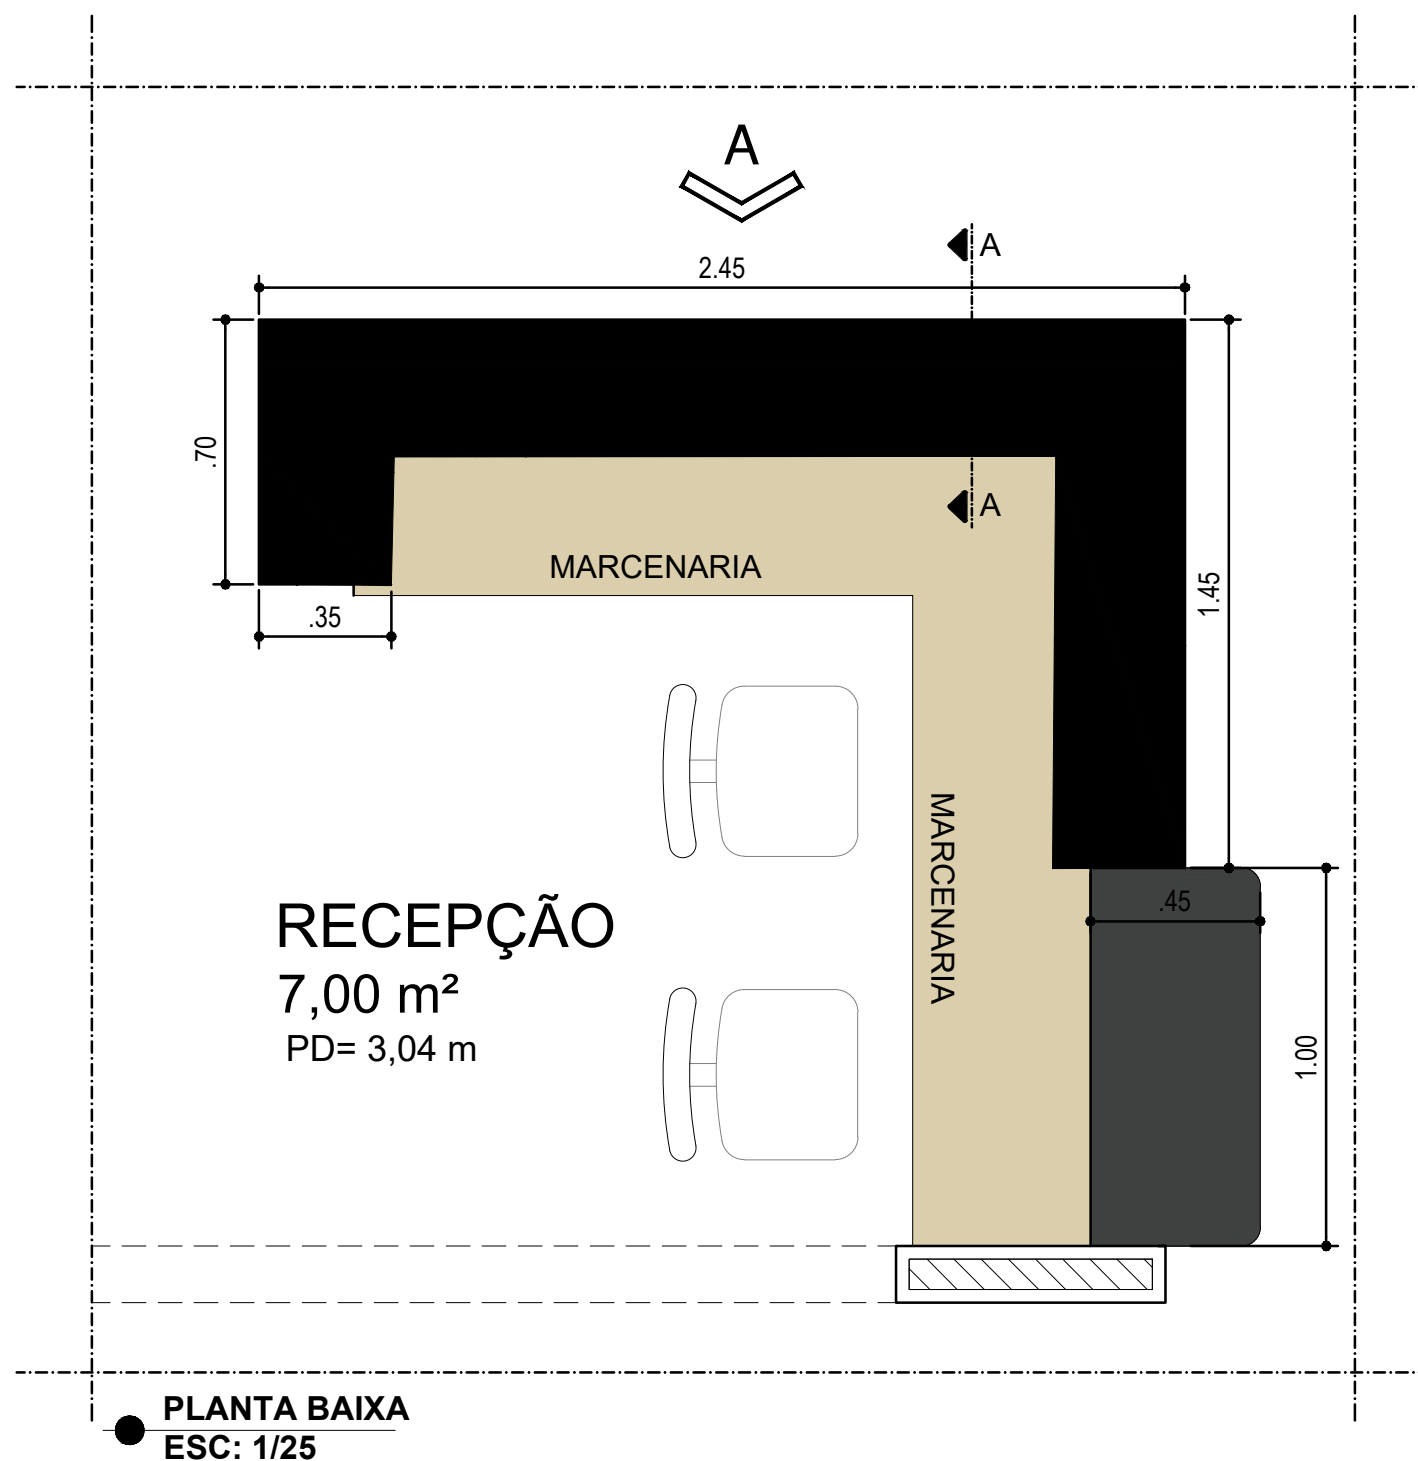 A
A
2.45
.70
A
MARCENARIA
1.45
.35
MARCENARIA
.45
RECEPÇÃO
7,00 m²
PD= 3,04 m
1.00
PLANTA BAIXA
ESC: 1/25